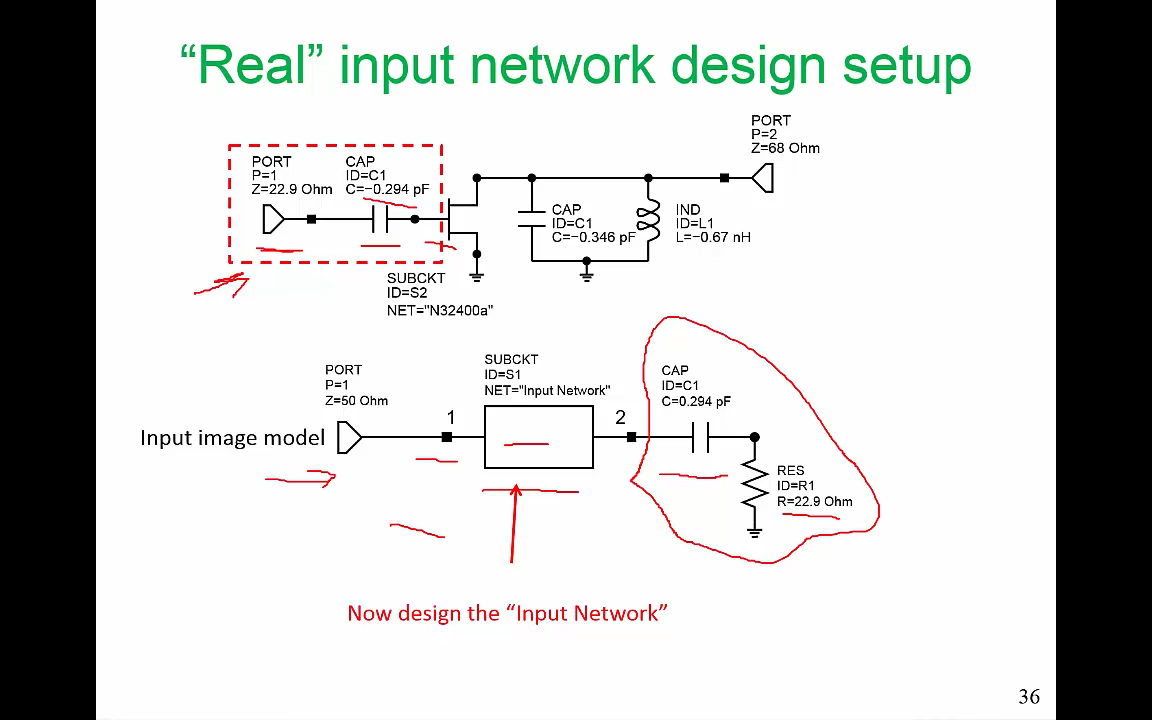 “Real” input network design setup
PORT
P=2
Z=68 Ohm
PORT
P=1
Z=22.9 Ohm
CAP
ID=C1
C=−0.294 pF
CAP
ID=C1
C=−0.346 pF
IND
ID=L1
L=−0.67 nH
SUBCKT
ID=S2
NET="N32400a"
PORT
P=1
Z=50 Ohm
SUBCKT
ID=S1
NET="Input Network"
CAP
ID=C1
C=0.294 pF
1
2
Input image model
RES
ID=R1
R=22.9 Ohm
Now design the “Input Network”
36